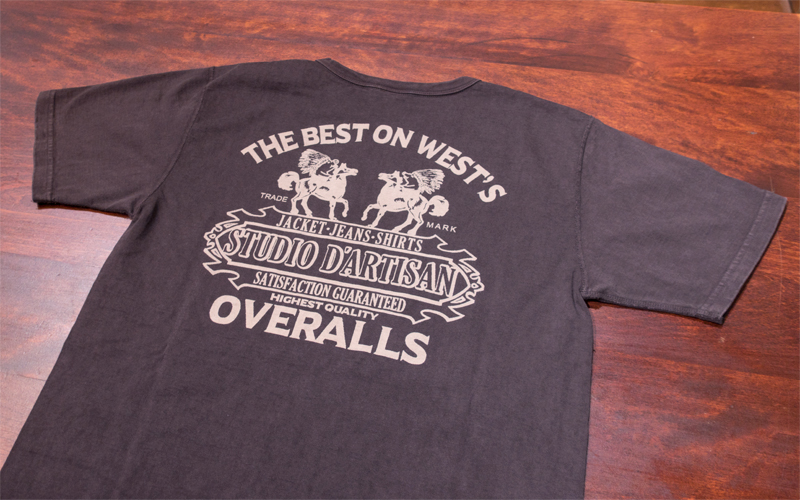 THE BEST ON WEST'S
TRADE MARK
JACKET-JEANS-SHIRTS
STUDIO D'ARTISAN
SATISFACTION GUARANTEED
HIGHEST QUALITY
OVERALLS